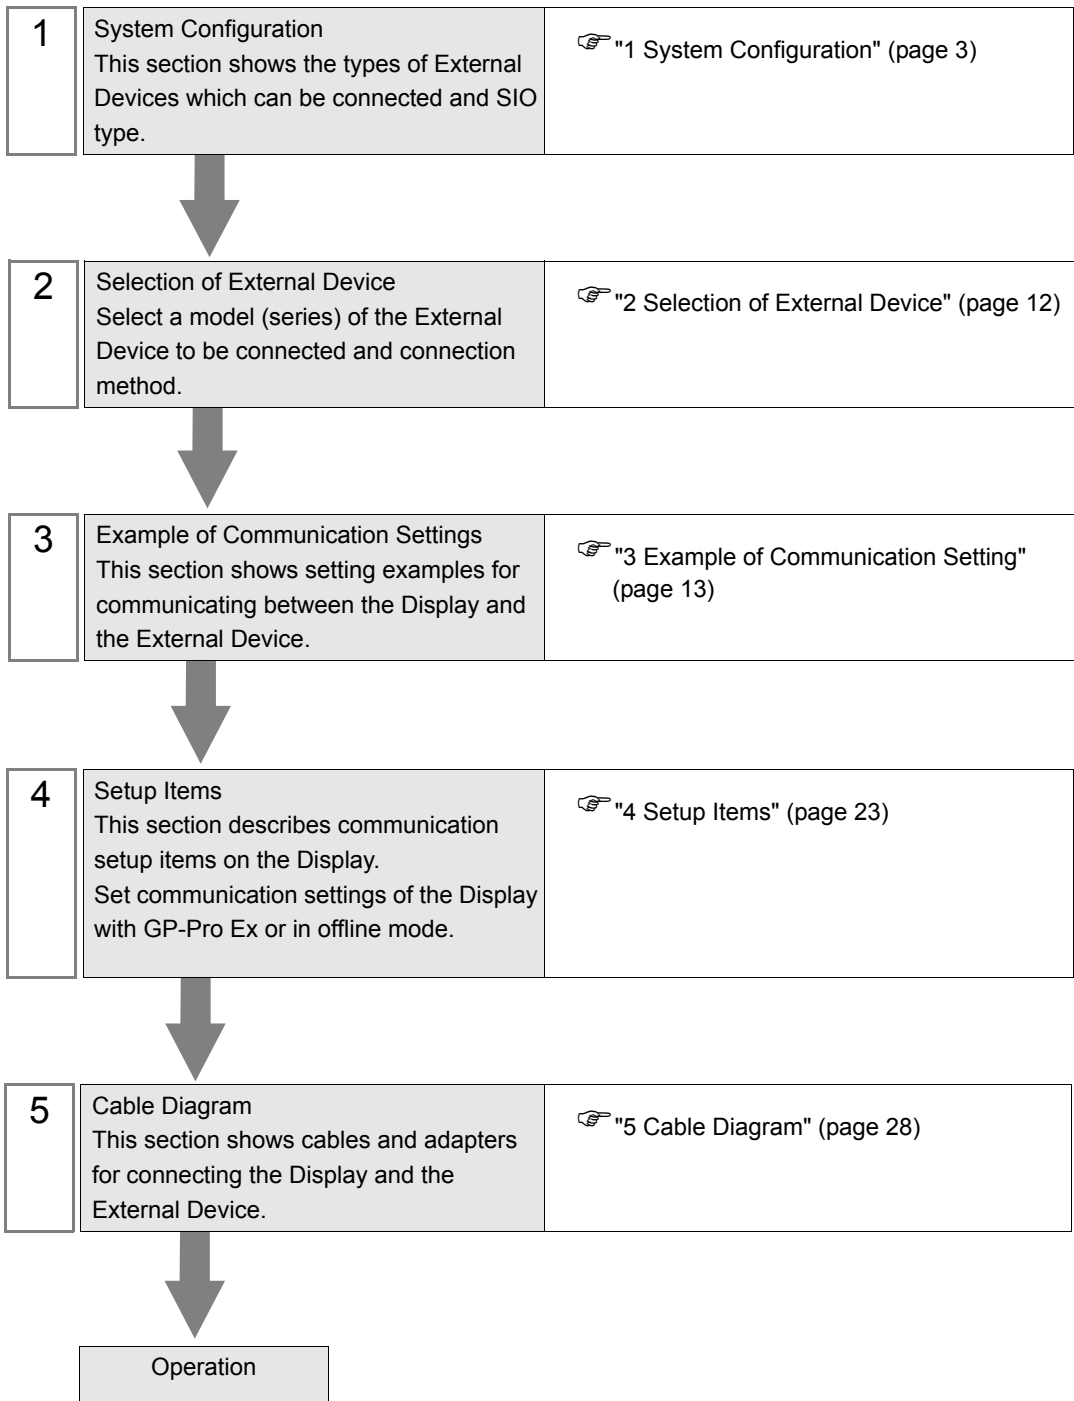 1
System Configuration
This section shows the types of External
Devices which can be connected and SIO
type.
"1 System Configuration" (page 3)
2
Selection of External Device
Select a model (series) of the External
Device to be connected and connection
method.
"2 Selection of External Device" (page 12)
3
Example of Communication Settings
This section shows setting examples for
communicating between the Display and
the External Device.
"3 Example of Communication Setting"
(page 13)
4
Setup Items
This section describes communication
setup items on the Display.
Set communication settings of the Display
with GP-Pro Ex or in offline mode.
"4 Setup Items" (page 23)
5
Cable Diagram
This section shows cables and adapters
for connecting the Display and the
External Device.
"5 Cable Diagram" (page 28)
Operation